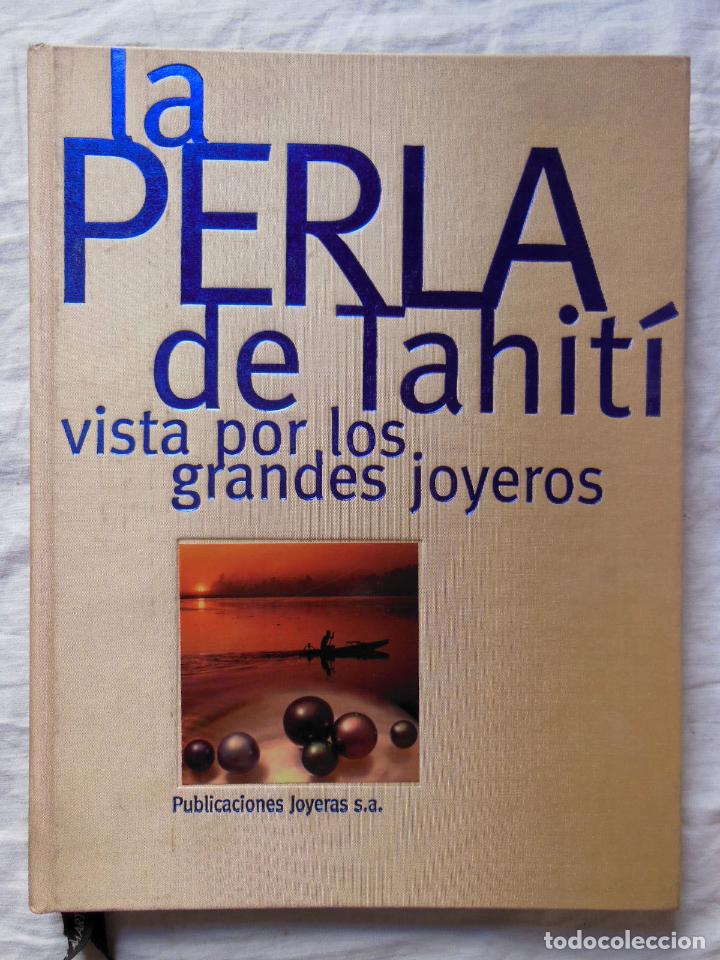 la
PERLA
de Tahití
vista por los
grandes joyeros
Publicaciones Joyeras s.a.
todocoleccion